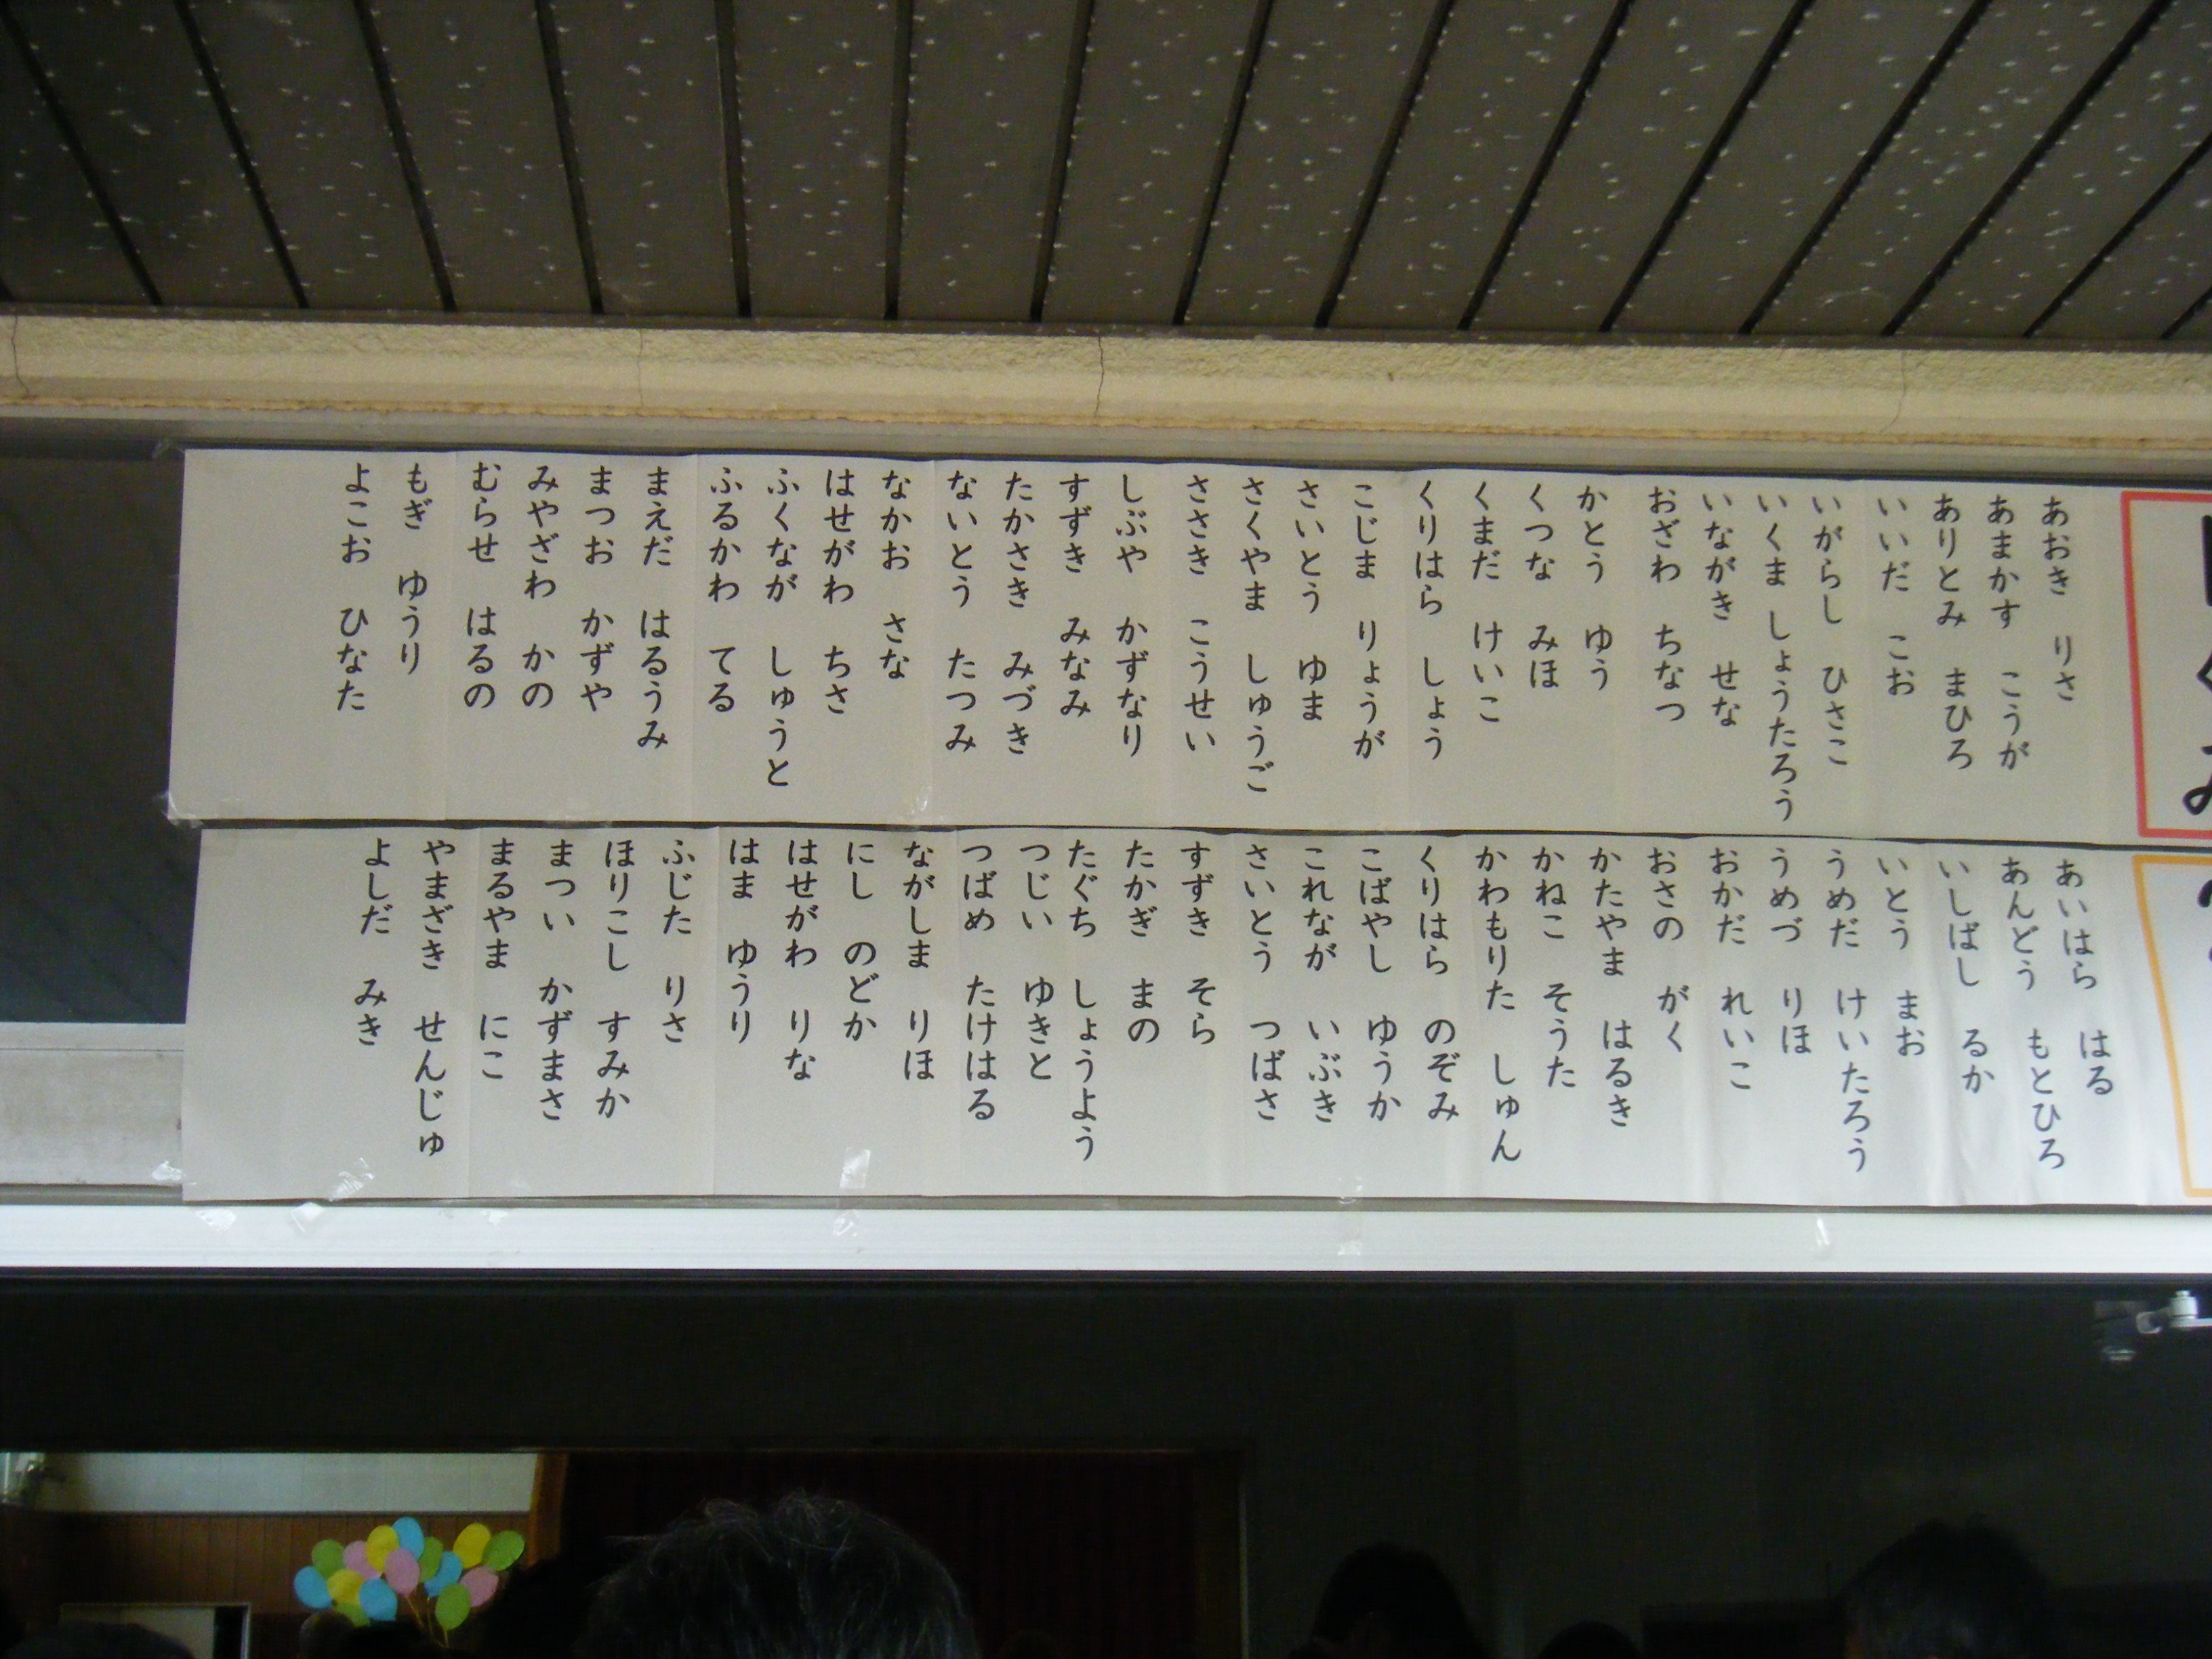 あおき りさ
あまかす こうが
ありとみ まひろ
いいだ こお
いがらし ひさこ
いくま しょうたろう
いながき せな
おざわ ちなつ
かとう ゆう
くつな みほ
くまだ けいこ
くりはら しょう
こじま りょうが
さいとう ゆま
さくやま しゅうご
ささき こうせい
しぶや かずなり
すずき みなみ
たかさき みづき
ないとう たつみ
なかお さな
はせがわ ちさ
ふくなが しゅうと
ふるかわ てる
まえだ はるうみ
まつお かずや
みやざわ かの
むらせ はるの
もぎ ゆうり
よこお ひなた
あいはら はる
あんどう もとひろ
いしばし るか
いとう まお
うめだ けいたろう
うめづ りほ
おかだ れいこ
おさの がく
かたやま はるき
かねこ そうた
かわもりた しゅん
くりはら のぞみ
こばやし ゆうか
これなが いぶき
さいとう つばさ
すずき そら
たかぎ まの
たぐち しょうよう
つじい ゆきと
つばめ たけはる
ながしま りほ
にし のどか
はせがわ りな
はま ゆうり
ふじた りさ
ほりこし すみか
まつい かずまさ
まるやま にこ
やまざき せんじゅ
よしだ みき